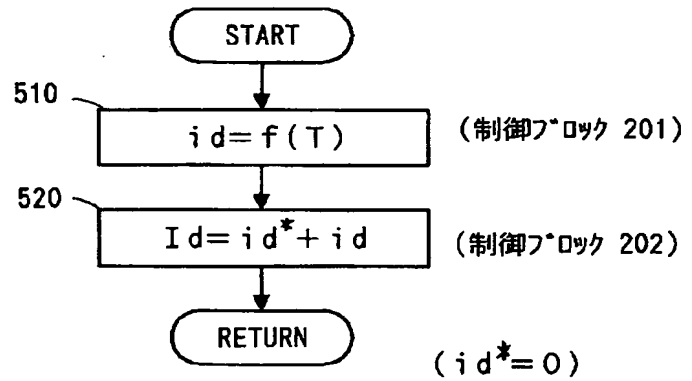 START
510
id=f(T)
(制御ブロック 201)
520
Id=id*+id
(制御ブロック 202)
RETURN
(id*=0)